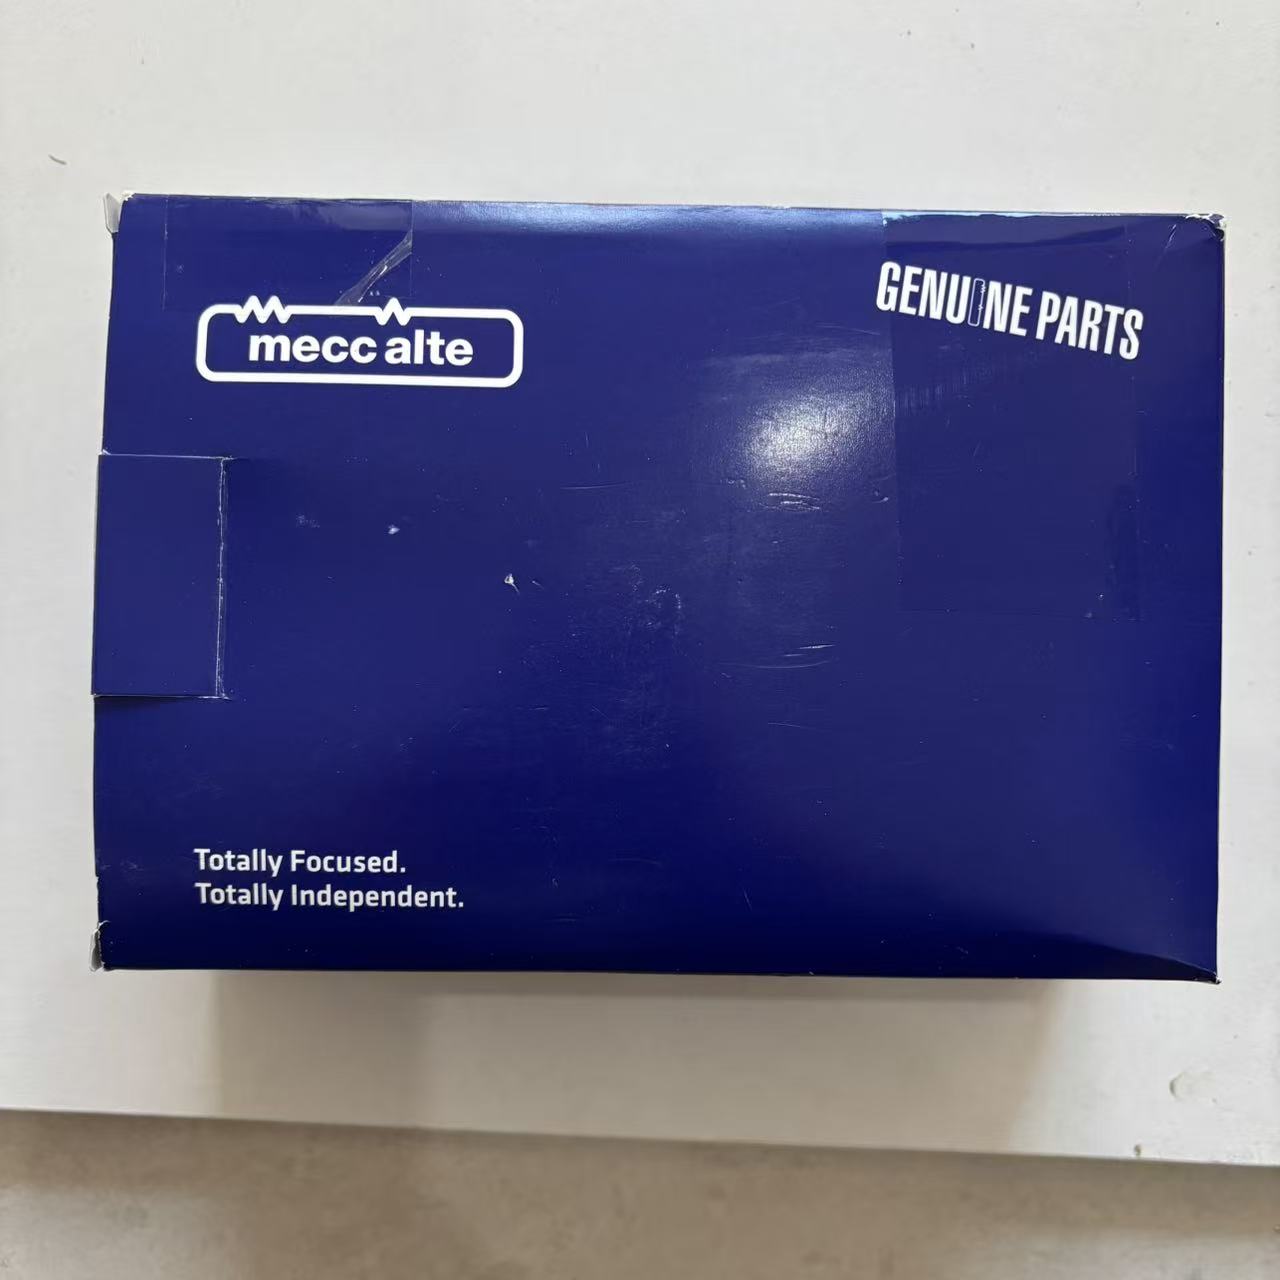 mecc alte
GENUINE PARTS
Totally Focused.
Totally Independent.